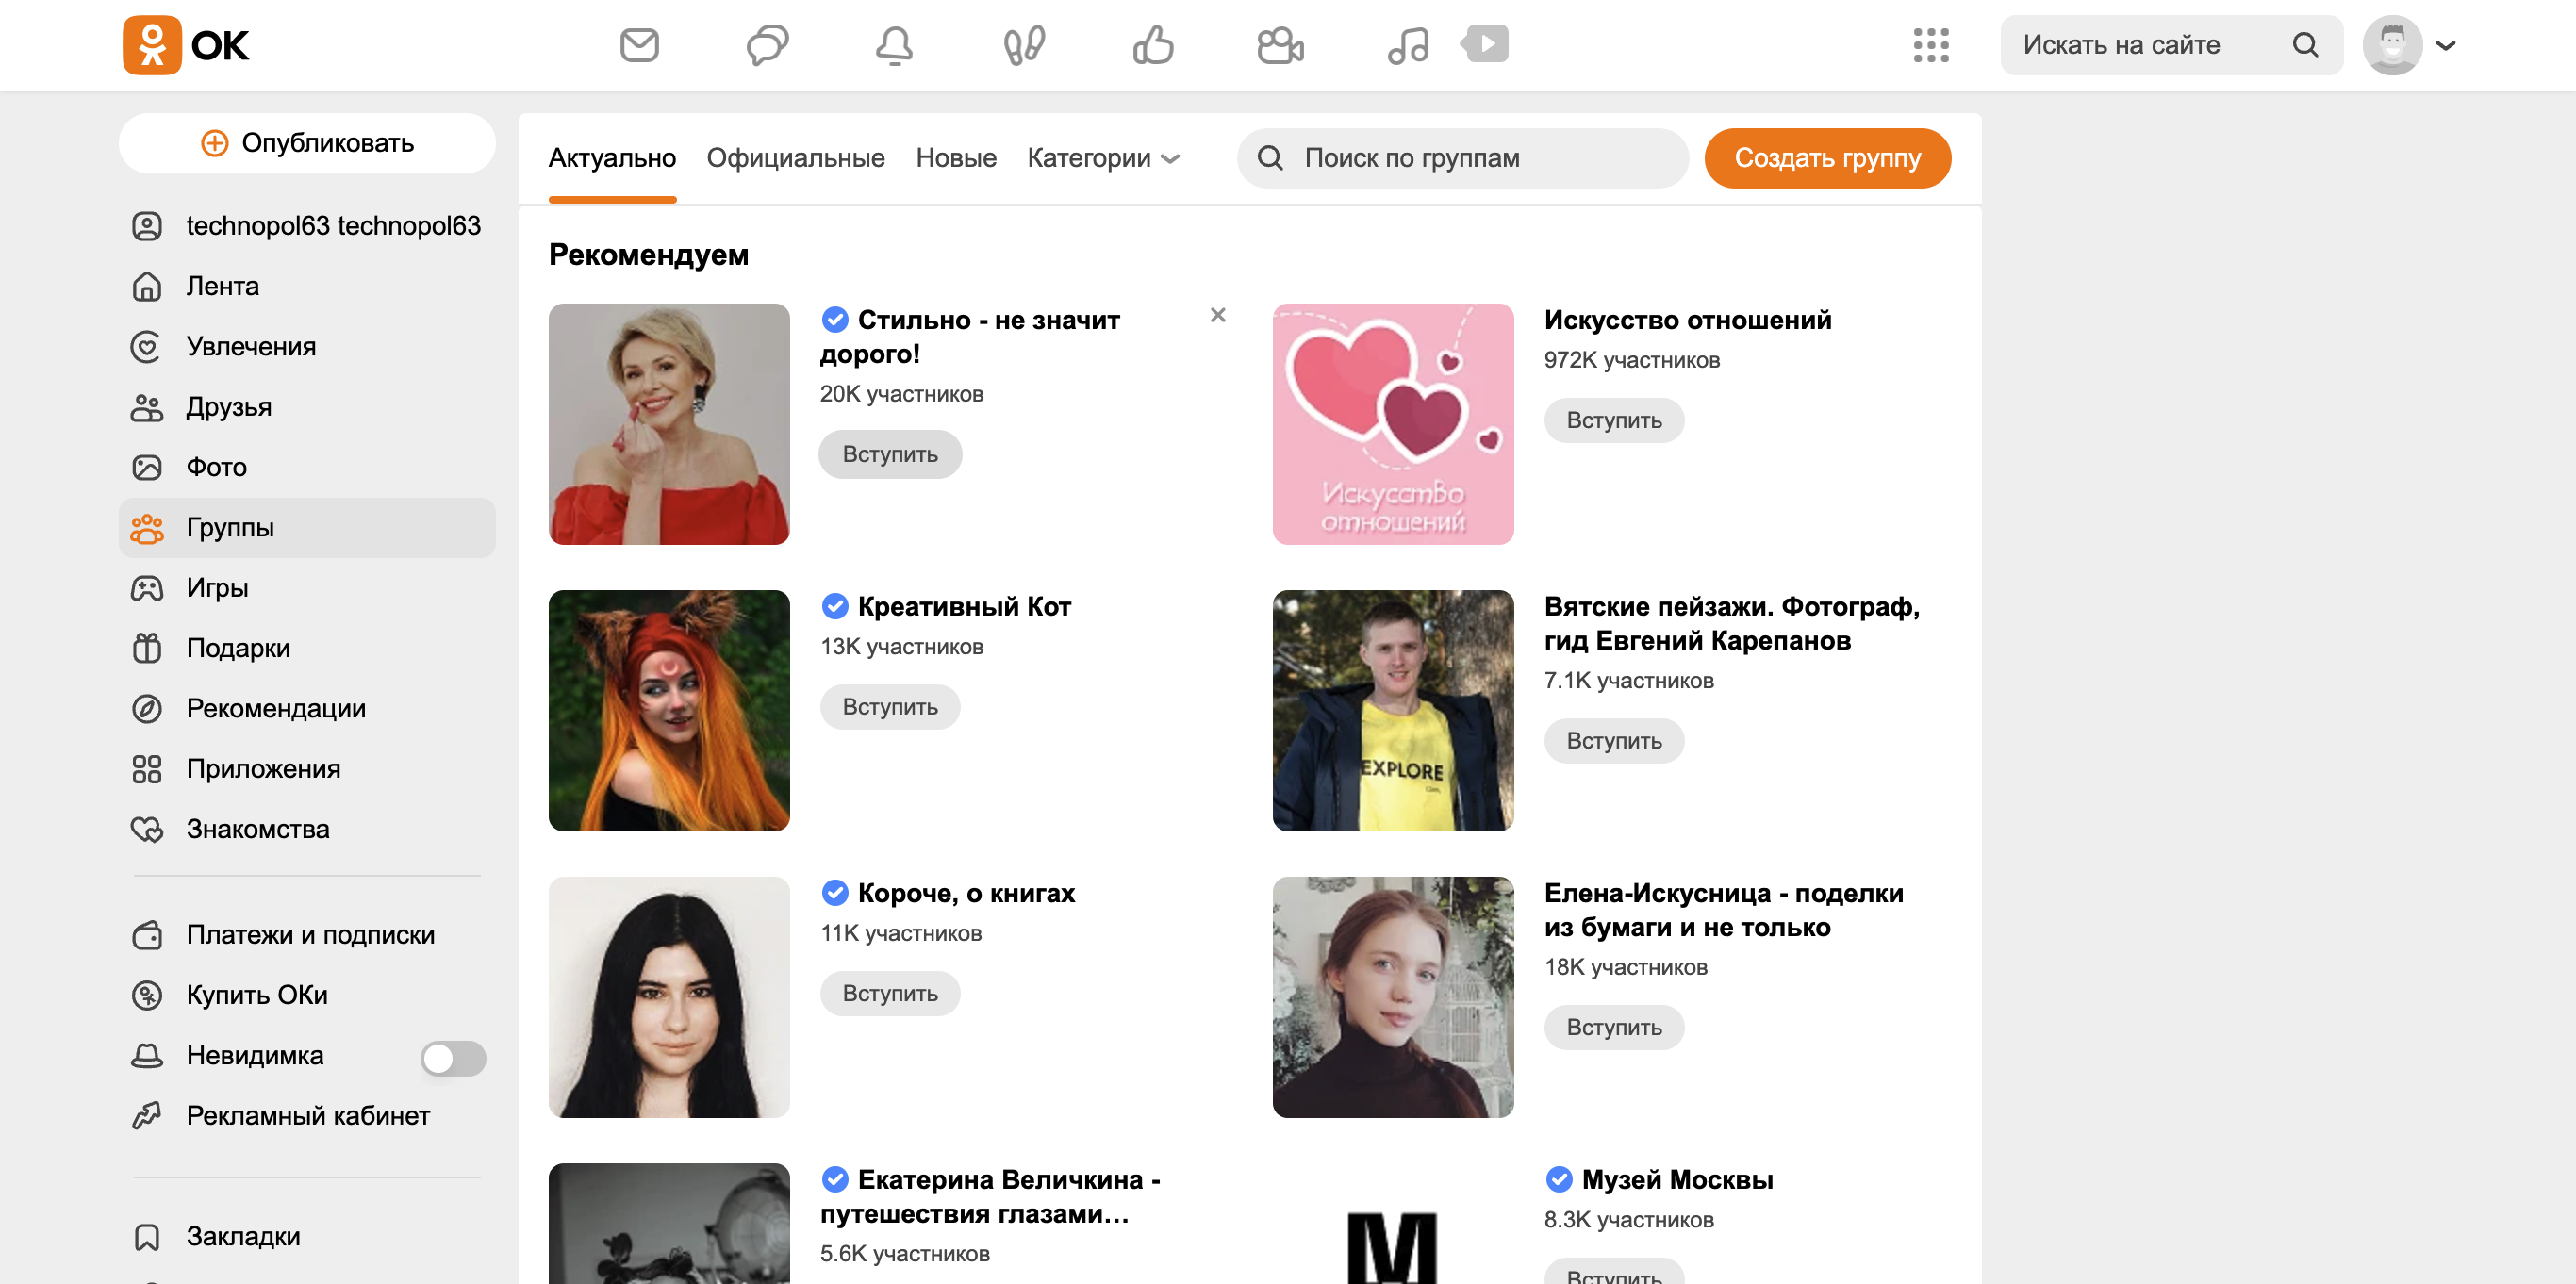 ОК
Искать на сайте
Опубликовать
technopol63 technopol63
Лента
Увлечения
Друзья
Фото
Группы
Игры
Подарки
Рекомендации
Приложения
Знакомства
Платежи и подписки
Купить ОКи
Невидимка
Рекламный кабинет
Закладки
Актуально
Официальные
Новые
Категории
Поиск по группам
Создать группу
Рекомендуем
Стильно - не значит
дорого!
20K участников
Вступить
Искусство
отношений
Искусство отношений
972K участников
Вступить
Креативный Кот
13K участников
Вступить
EXPLORE
Вятские пейзажи. Фотограф,
гид Евгений Карепанов
7.1K участников
Вступить
Короче, о книгах
11K участников
Вступить
Елена-Искусница - поделки
из бумаги и не только
18K участников
Вступить
Екатерина Величкина -
путешествия глазами...
5.6K участников
М
Музей Москвы
8.3K участников
Вступить